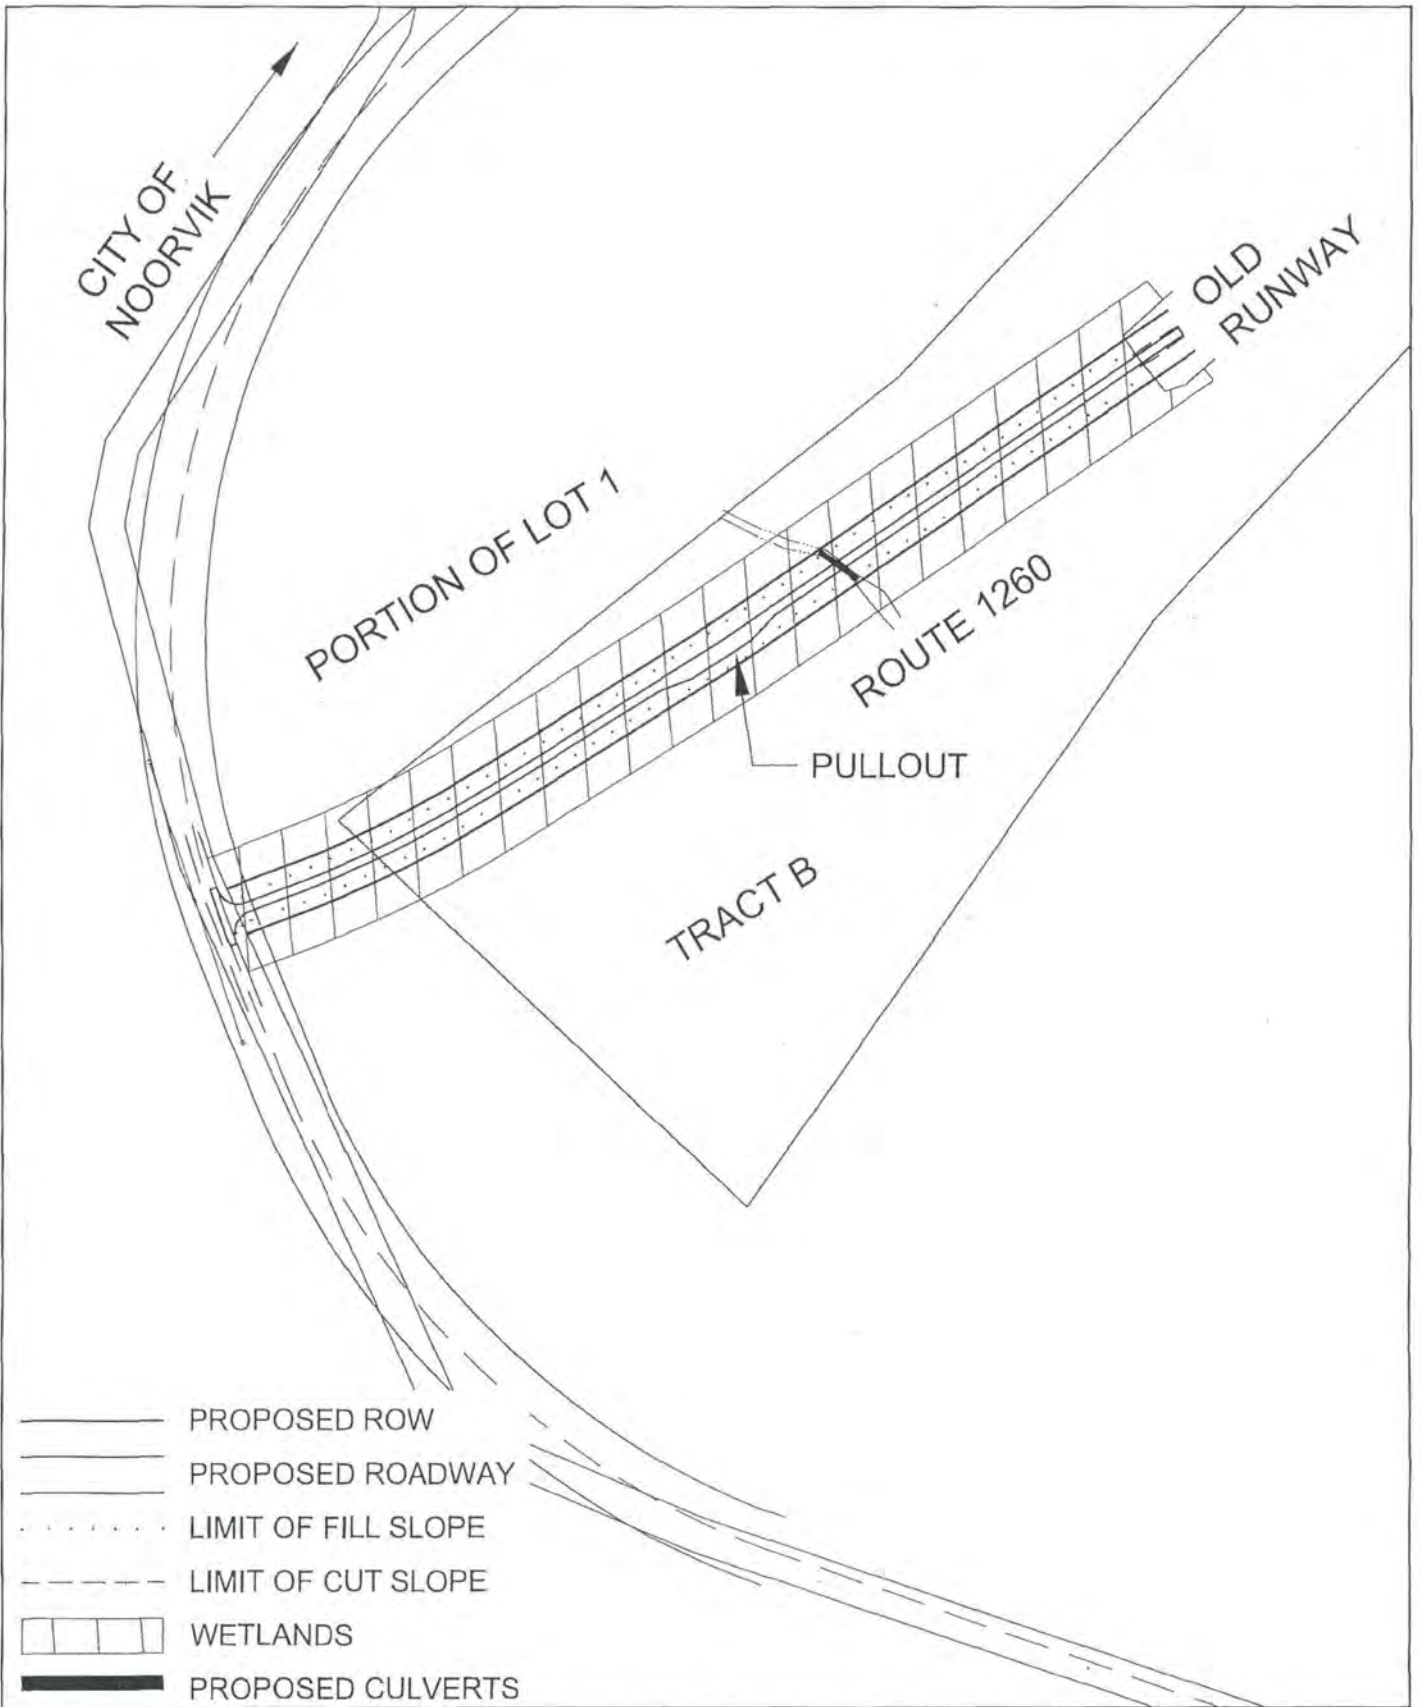 CITY OF
NOORVIK
OLD
RUNWAY
PORTION OF LOT 1
ROUTE 1260
PULLOUT
TRACT B
PROPOSED ROW
PROPOSED ROADWAY
LIMIT OF FILL SLOPE
LIMIT OF CUT SLOPE
WETLANDS
PROPOSED CULVERTS